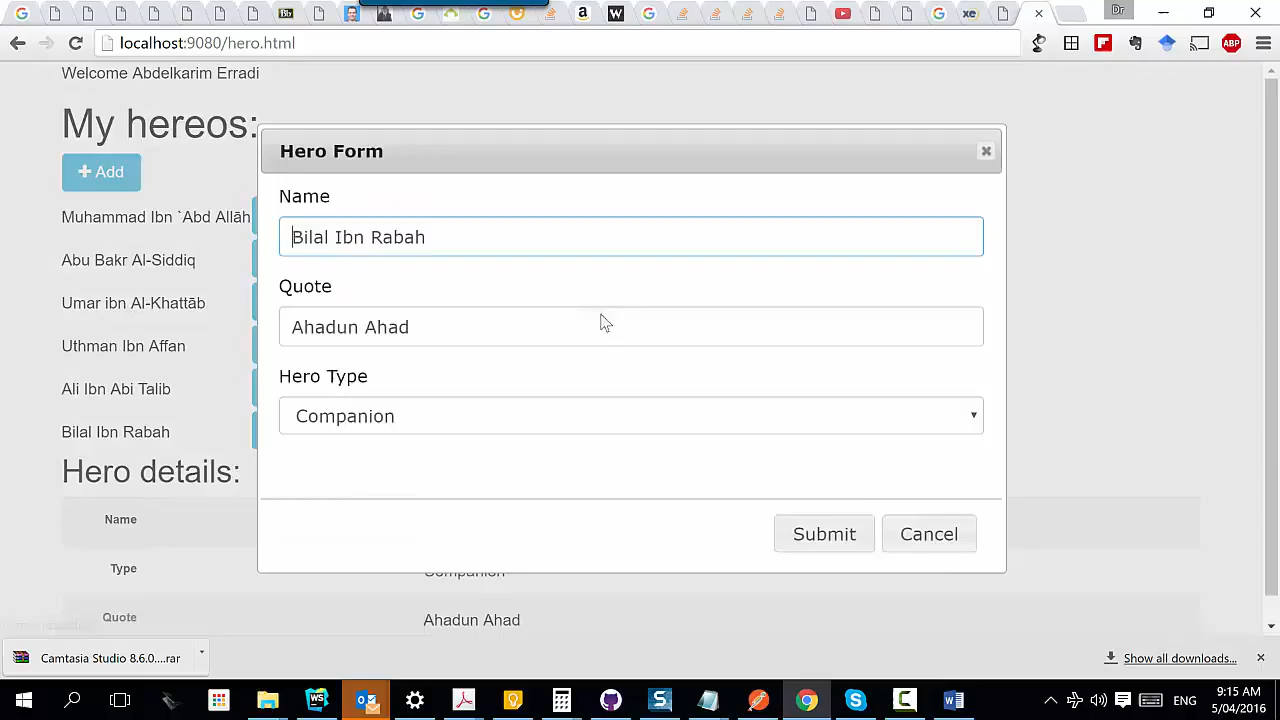 Dr
localhost:9080/hero.html
ABP
Welcome Abdelkarim Erradi
My hereos:
+ Add
Muhammad Ibn `Abd Allāh
Abu Bakr Al-Siddiq
Umar ibn Al-Khattāb
Uthman Ibn Affan
Ali Ibn Abi Talib
Bilal Ibn Rabah
Hero details:
Name
Type
Companion
Quote
Ahadun Ahad
Hero Form
Name
Bilal Ibn Rabah
Quote
Ahadun Ahad
Hero Type
Companion
Submit
Cancel
Camtasia Studio 8.6.0....rar
Show all downloads...
ENG
9:15 AM
5/04/2016